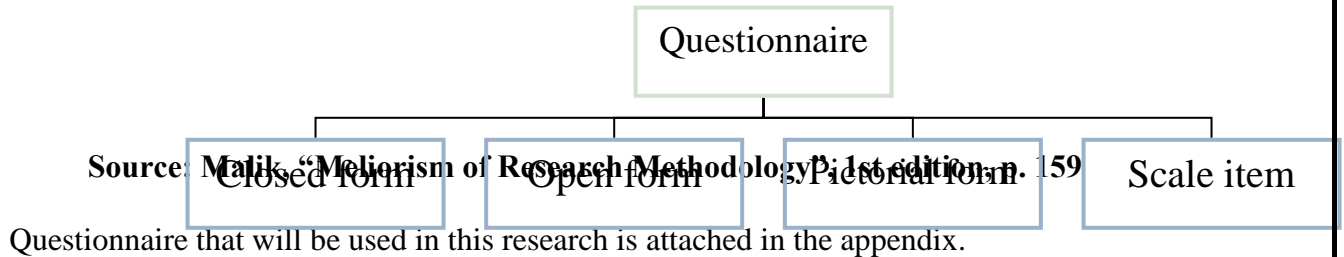 Questionnaire
Closed form
Open form
Pictorial form
Scale item
Source: Malik, “Meliorism of Research Methodology”, 1st edition, p. 159
Questionnaire that will be used in this research is attached in the appendix.